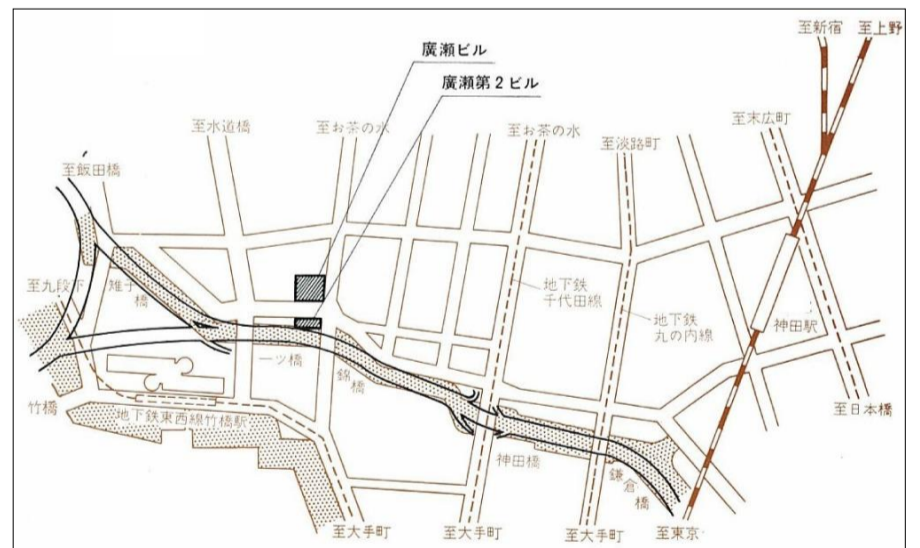 至新宿
至上野
廣瀬ビル
廣瀬第2ビル
至水道橋
至お茶の水
至お茶の水
至淡路町
至末広町
至飯田橋
至九段下
雉子橋
地下鉄
千代田線
地下鉄
丸の内線
神田駅
一ツ橋
錦橋
竹橋
地下鉄東西線竹橋駅
神田橋
鎌倉橋
至日本橋
至大手町
至大手町
至大手町
至東京